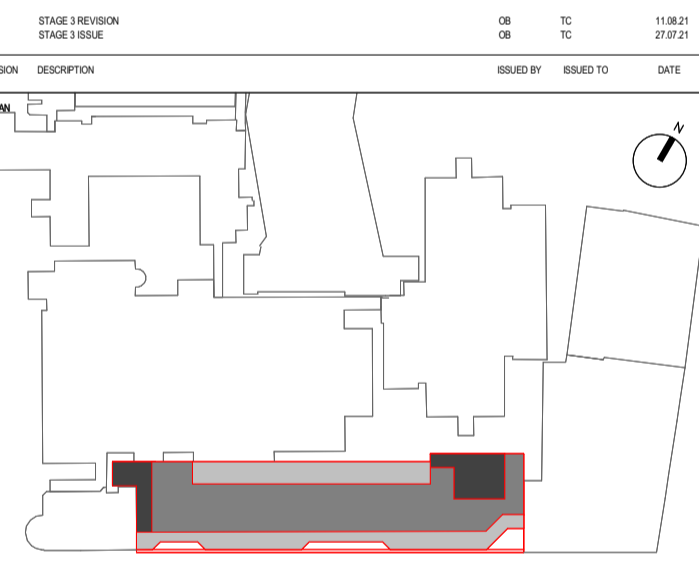 STAGE 3 REVISION OB TC 11.08.21
STAGE 3 ISSUE OB TC 27.07.21
SION DESCRIPTION ISSUED BY ISSUED TO DATE
AN
N